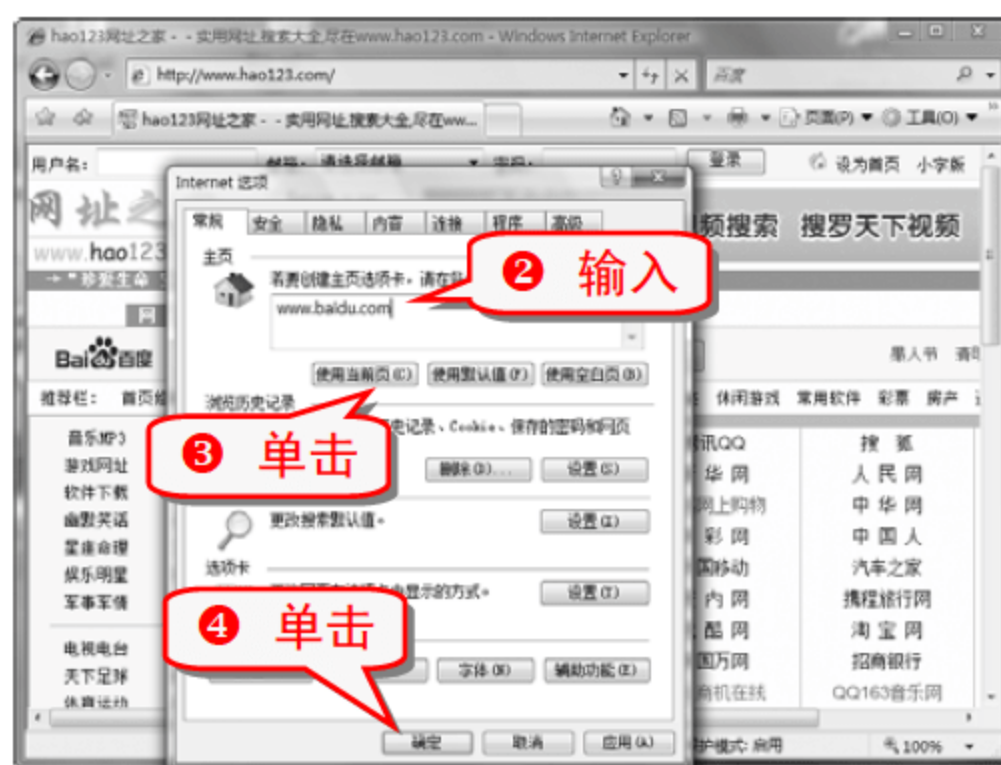 hao123网址之家 - - 实用网址,搜索大全,尽在www.hao123.com - Windows Internet Explorer
http://www.hao123.com/
百度
hao123网址之家 - - 实用网址,搜索大全,尽在ww...
页面(P)
工具(O)
用户名:
邮箱: 请选择邮箱
密码:
登录
设为首页 小字版
Internet 选项
网址之
www.hao123
频搜索 搜罗天下视频
常规 安全 隐私 内容 连接 程序 高级
主页
若要创建主页选项卡,请在
❷ 输入
www.baidu.com
→ "珍爱生命
网
Bai百度
愚人节
使用当前页(C) 使用默认值(F) 使用空白页(B)
推荐栏: 首页
休闲游戏 常用软件 彩票 房产
浏览历史记录
史记录、Cookie、保存的密码和网页
❸ 单击
删除(D)... 设置(S)
更改搜索默认值。
设置(I)
选项卡
显示的方式。
设置(T)
❹ 单击
字体(N) 辅助功能(E)
确定 取消 应用(A)
音乐MP3
游戏网址
软件下载
幽默笑话
星座命理
娱乐明星
军事军情
电视电台
天下足球
体育运动
讯QQ 搜 狐
华 网 人 民 网
网上购物 中 华 网
彩 网 中 国 人
国移动 汽车之家
内 网 携程旅行网
酷 网 淘 宝 网
国万网 招商银行
商机在线 QQ163音乐网
护模式: 启用
100%